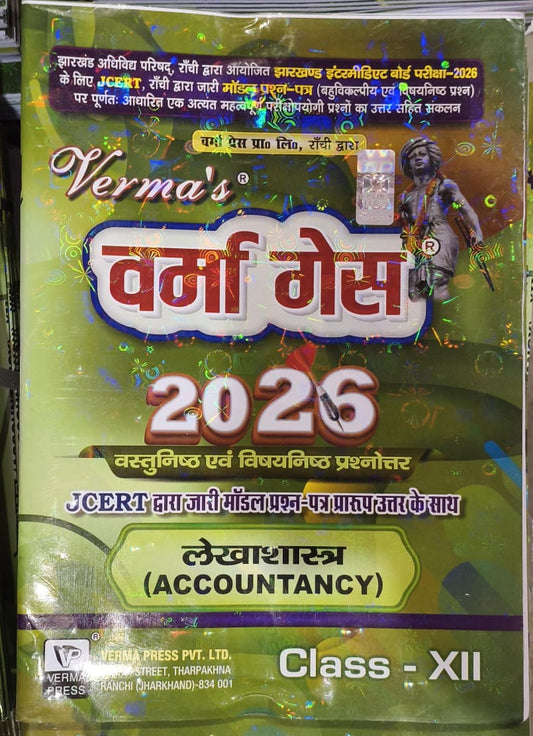 झारखंड अधिविद्य परिषद्, राँची द्वारा आयोजित झारखण्ड इंटरमीडिएट बोर्ड परीक्षा-2026
के लिए JCERT, राँची द्वारा जारी मॉडल प्रश्न-पत्र (बहुविकल्पीय एवं विषयनिष्ठ प्रश्न)
पर पूर्णतः आधारित एक अत्यंत महत्वपूर्ण परीक्षोपयोगी प्रश्नों का उत्तर सहित संकलन
वर्मा प्रेस प्रा० लि०, राँची द्वारा
Verma's®
वर्मा गेस®
2026
वस्तुनिष्ठ एवं विषयनिष्ठ प्रश्नोत्तर
JCERT द्वारा जारी मॉडल प्रश्न-पत्र प्रारूप उत्तर के साथ
लेखाशास्त्र
(ACCOUNTANCY)
VP®
VERMA
PRESS
VERMA PRESS PVT. LTD.
STREET, THARPAKHNA
RANCHI (JHARKHAND)-834 001
Class - XII